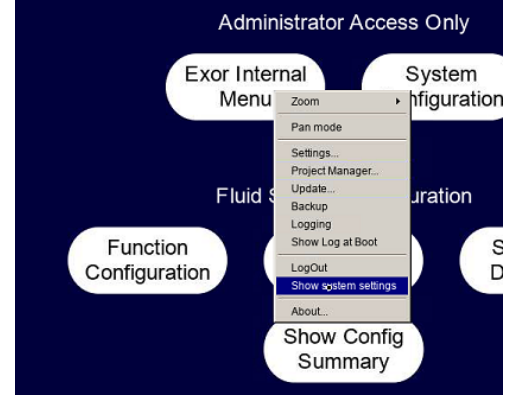 Administrator Access Only
Exor Internal
Menu
System
nfiguration
Zoom
Pan mode
Settings...
Project Manager...
Update...
Backup
Logging
Show Log at Boot
LogOut
Show system settings
About...
Fluid S
uration
Function
Configuration
S
D
Show Config
Summary